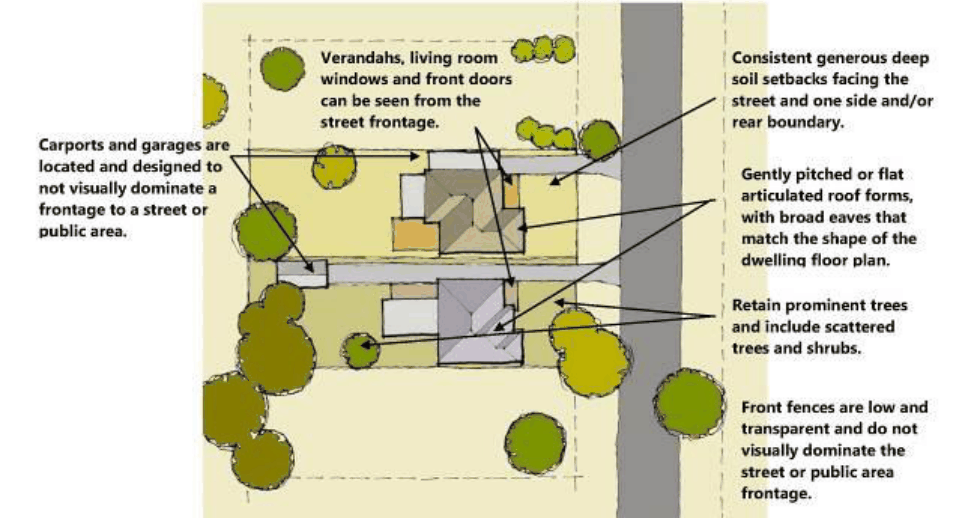 Verandahs, living room
windows and front doors
can be seen from the
street frontage.
Carports and garages are
located and designed to
not visually dominate a
frontage to a street or
public area.
Consistent generous deep
soil setbacks facing the
street and one side and/or
rear boundary.
Gently pitched or flat
articulated roof forms,
with broad eaves that
match the shape of the
dwelling floor plan.
Retain prominent trees
and include scattered
trees and shrubs.
Front fences are low and
transparent and do not
visually dominate the
street or public area
frontage.